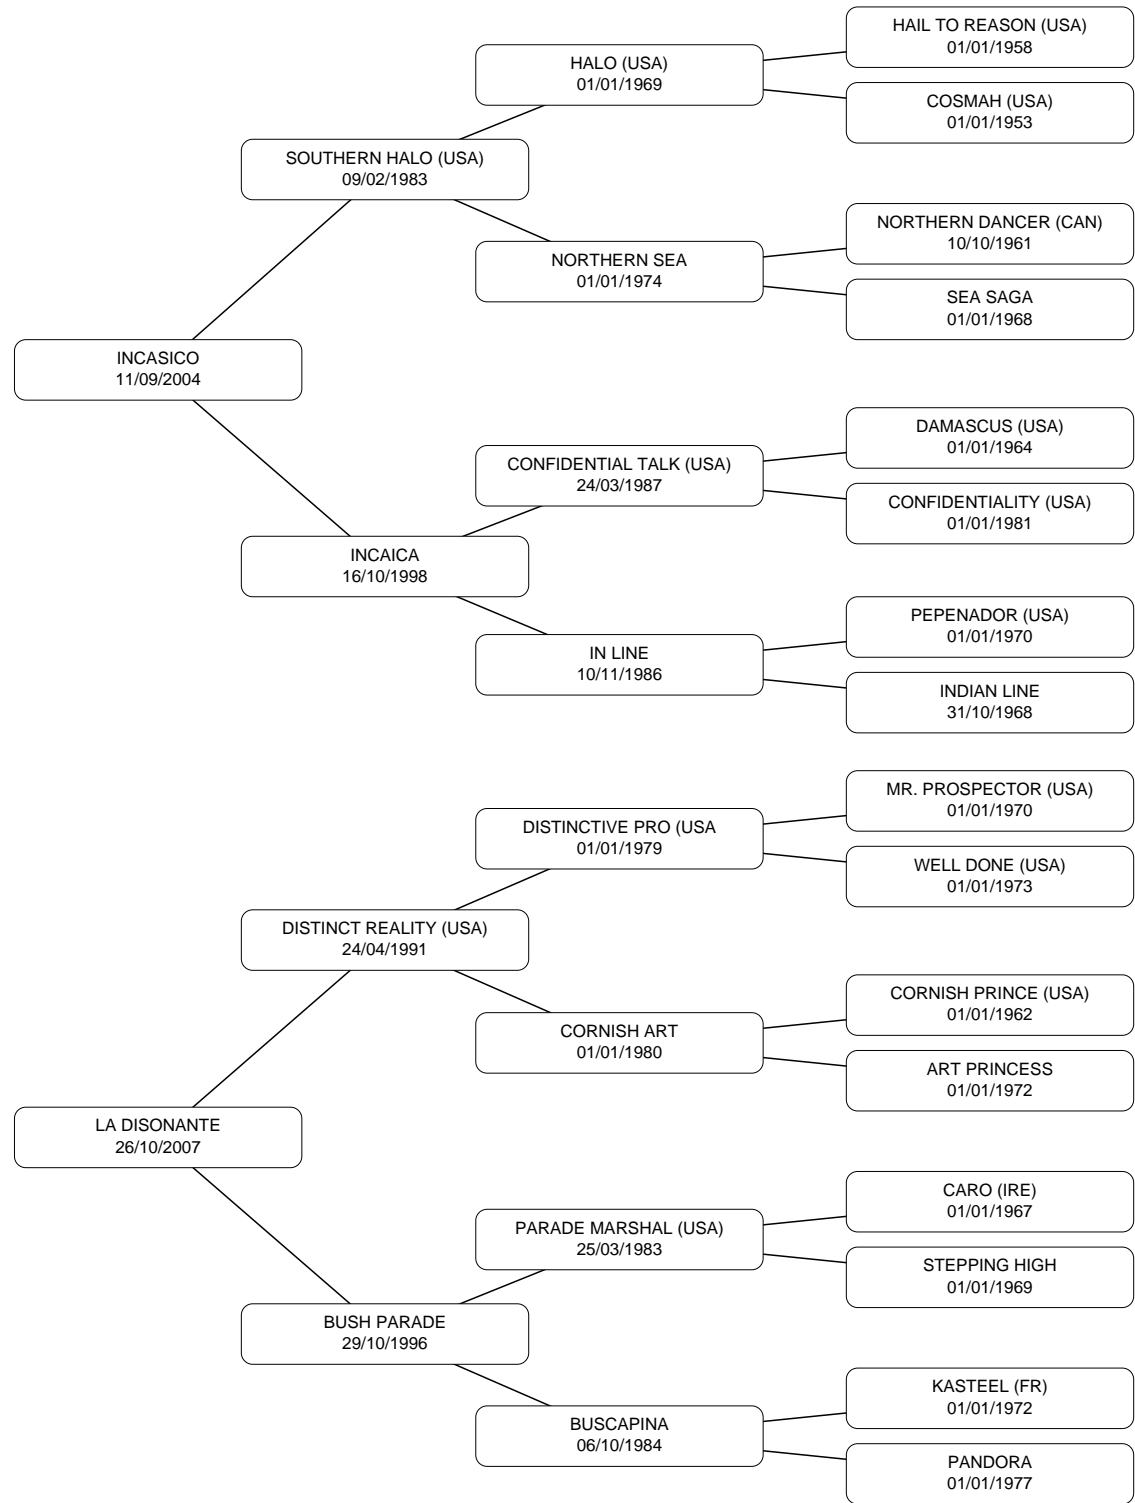 HAIL TO REASON (USA)
01/01/1958
HALO (USA)
01/01/1969
COSMAH (USA)
01/01/1953
SOUTHERN HALO (USA)
09/02/1983
NORTHERN DANCER (CAN)
10/10/1961
NORTHERN SEA
01/01/1974
SEA SAGA
01/01/1968
INCASICO
11/09/2004
DAMASCUS (USA)
01/01/1964
CONFIDENTIAL TALK (USA)
24/03/1987
CONFIDENTIALITY (USA)
01/01/1981
INCAICA
16/10/1998
PEPENADOR (USA)
01/01/1970
IN LINE
10/11/1986
INDIAN LINE
31/10/1968
MR. PROSPECTOR (USA)
01/01/1970
DISTINCTIVE PRO (USA
01/01/1979
WELL DONE (USA)
01/01/1973
DISTINCT REALITY (USA)
24/04/1991
CORNISH PRINCE (USA)
01/01/1962
CORNISH ART
01/01/1980
ART PRINCESS
01/01/1972
LA DISONANTE
26/10/2007
CARO (IRE)
01/01/1967
PARADE MARSHAL (USA)
25/03/1983
STEPPING HIGH
01/01/1969
BUSH PARADE
29/10/1996
KASTEEL (FR)
01/01/1972
BUSCAPINA
06/10/1984
PANDORA
01/01/1977